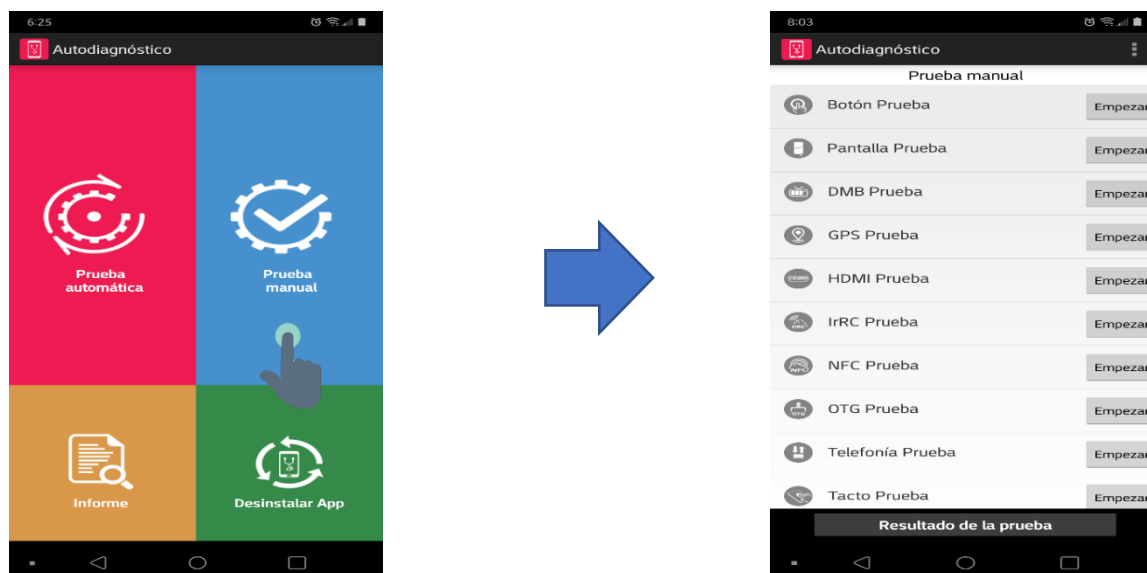 6:25
Autodiagnóstico
Prueba
automática
Prueba
manual
Informe
Desinstalar App
8:03
Autodiagnóstico
Prueba manual
Botón Prueba
Empezar
Pantalla Prueba
Empezar
DMB Prueba
Empezar
GPS Prueba
Empezar
HDMI Prueba
Empezar
IrRC Prueba
Empezar
NFC Prueba
Empezar
OTG Prueba
Empezar
Telefonía Prueba
Empezar
Tacto Prueba
Empezar
Resultado de la prueba